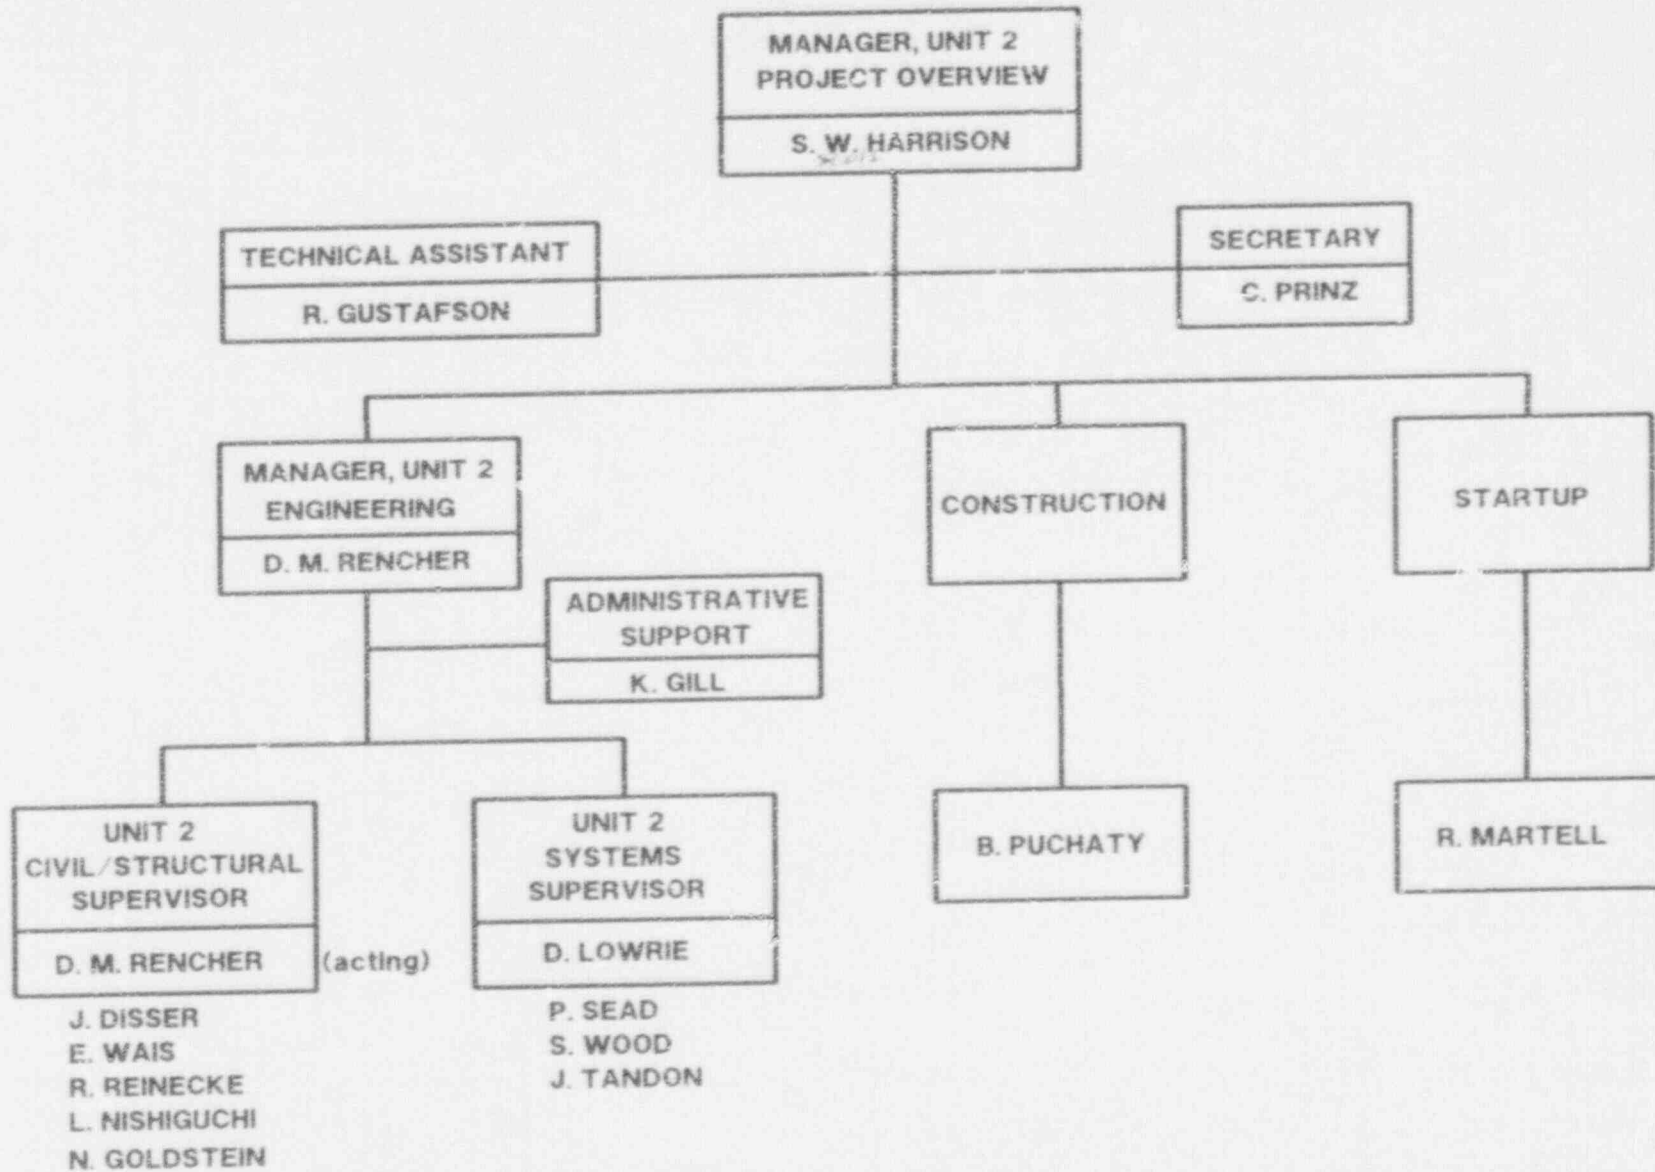 MANAGER, UNIT 2
PROJECT OVERVIEW
S. W. HARRISON
TECHNICAL ASSISTANT
R. GUSTAFSON
SECRETARY
C. PRINZ
MANAGER, UNIT 2
ENGINEERING
D. M. RENCHER
ADMINISTRATIVE
SUPPORT
K. GILL
CONSTRUCTION
STARTUP
UNIT 2
CIVIL/STRUCTURAL
SUPERVISOR
D. M. RENCHER (acting)
J. DISSER
E. WAIS
R. REINECKE
L. NISHIGUCHI
N. GOLDSTEIN
UNIT 2
SYSTEMS
SUPERVISOR
D. LOWRIE
P. SEAD
S. WOOD
J. TANDON
B. PUCHATY
R. MARTELL